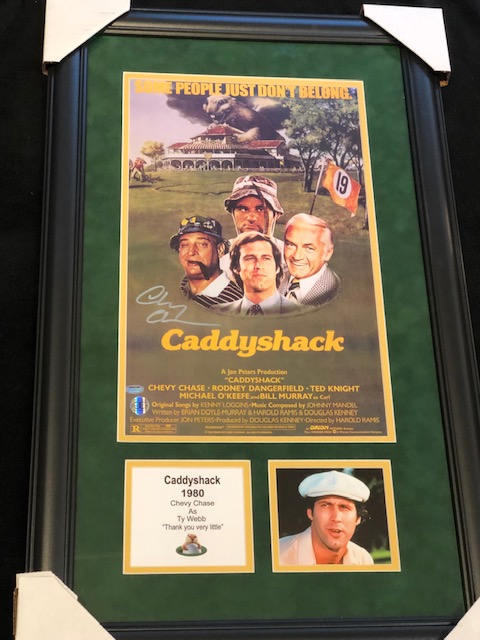 SOME PEOPLE JUST DON'T BELONG.
19
Caddyshack
A Jon Peters Production
"CADDYSHACK"
CHEVY CHASE • RODNEY DANGERFIELD • TED KNIGHT
MICHAEL O'KEEFE and BILL MURRAY as Carl
Original Songs by KENNY LOGGINS • Music Composed by JOHNNY MANDEL
Written by BRIAN DOYLE-MURRAY & HAROLD RAMIS & DOUGLAS KENNEY
Executive Producer JON PETERS • Produced by DOUGLAS KENNEY • Directed by HAROLD RAMIS
R
ORION
Caddyshack
1980
Chevy Chase
As
Ty Webb
"Thank you very little"